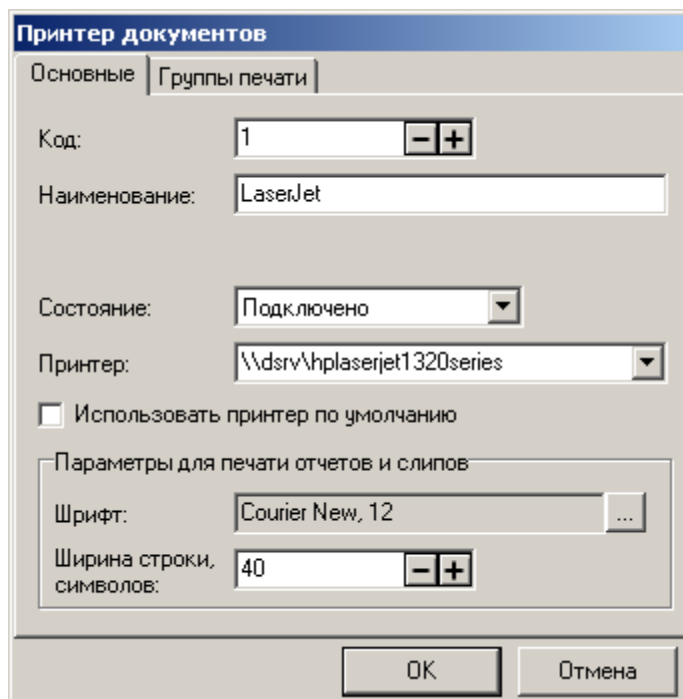 Принтер документов
Основные Группы печати
Код: 1
Наименование: LaserJet
Состояние: Подключено
Принтер: \\dsrv\hplaserjet1320series
Использовать принтер по умолчанию
Параметры для печати отчетов и слипов
Шрифт: Courier New, 12 ...
Ширина строки,
символов: 40
OK Отмена